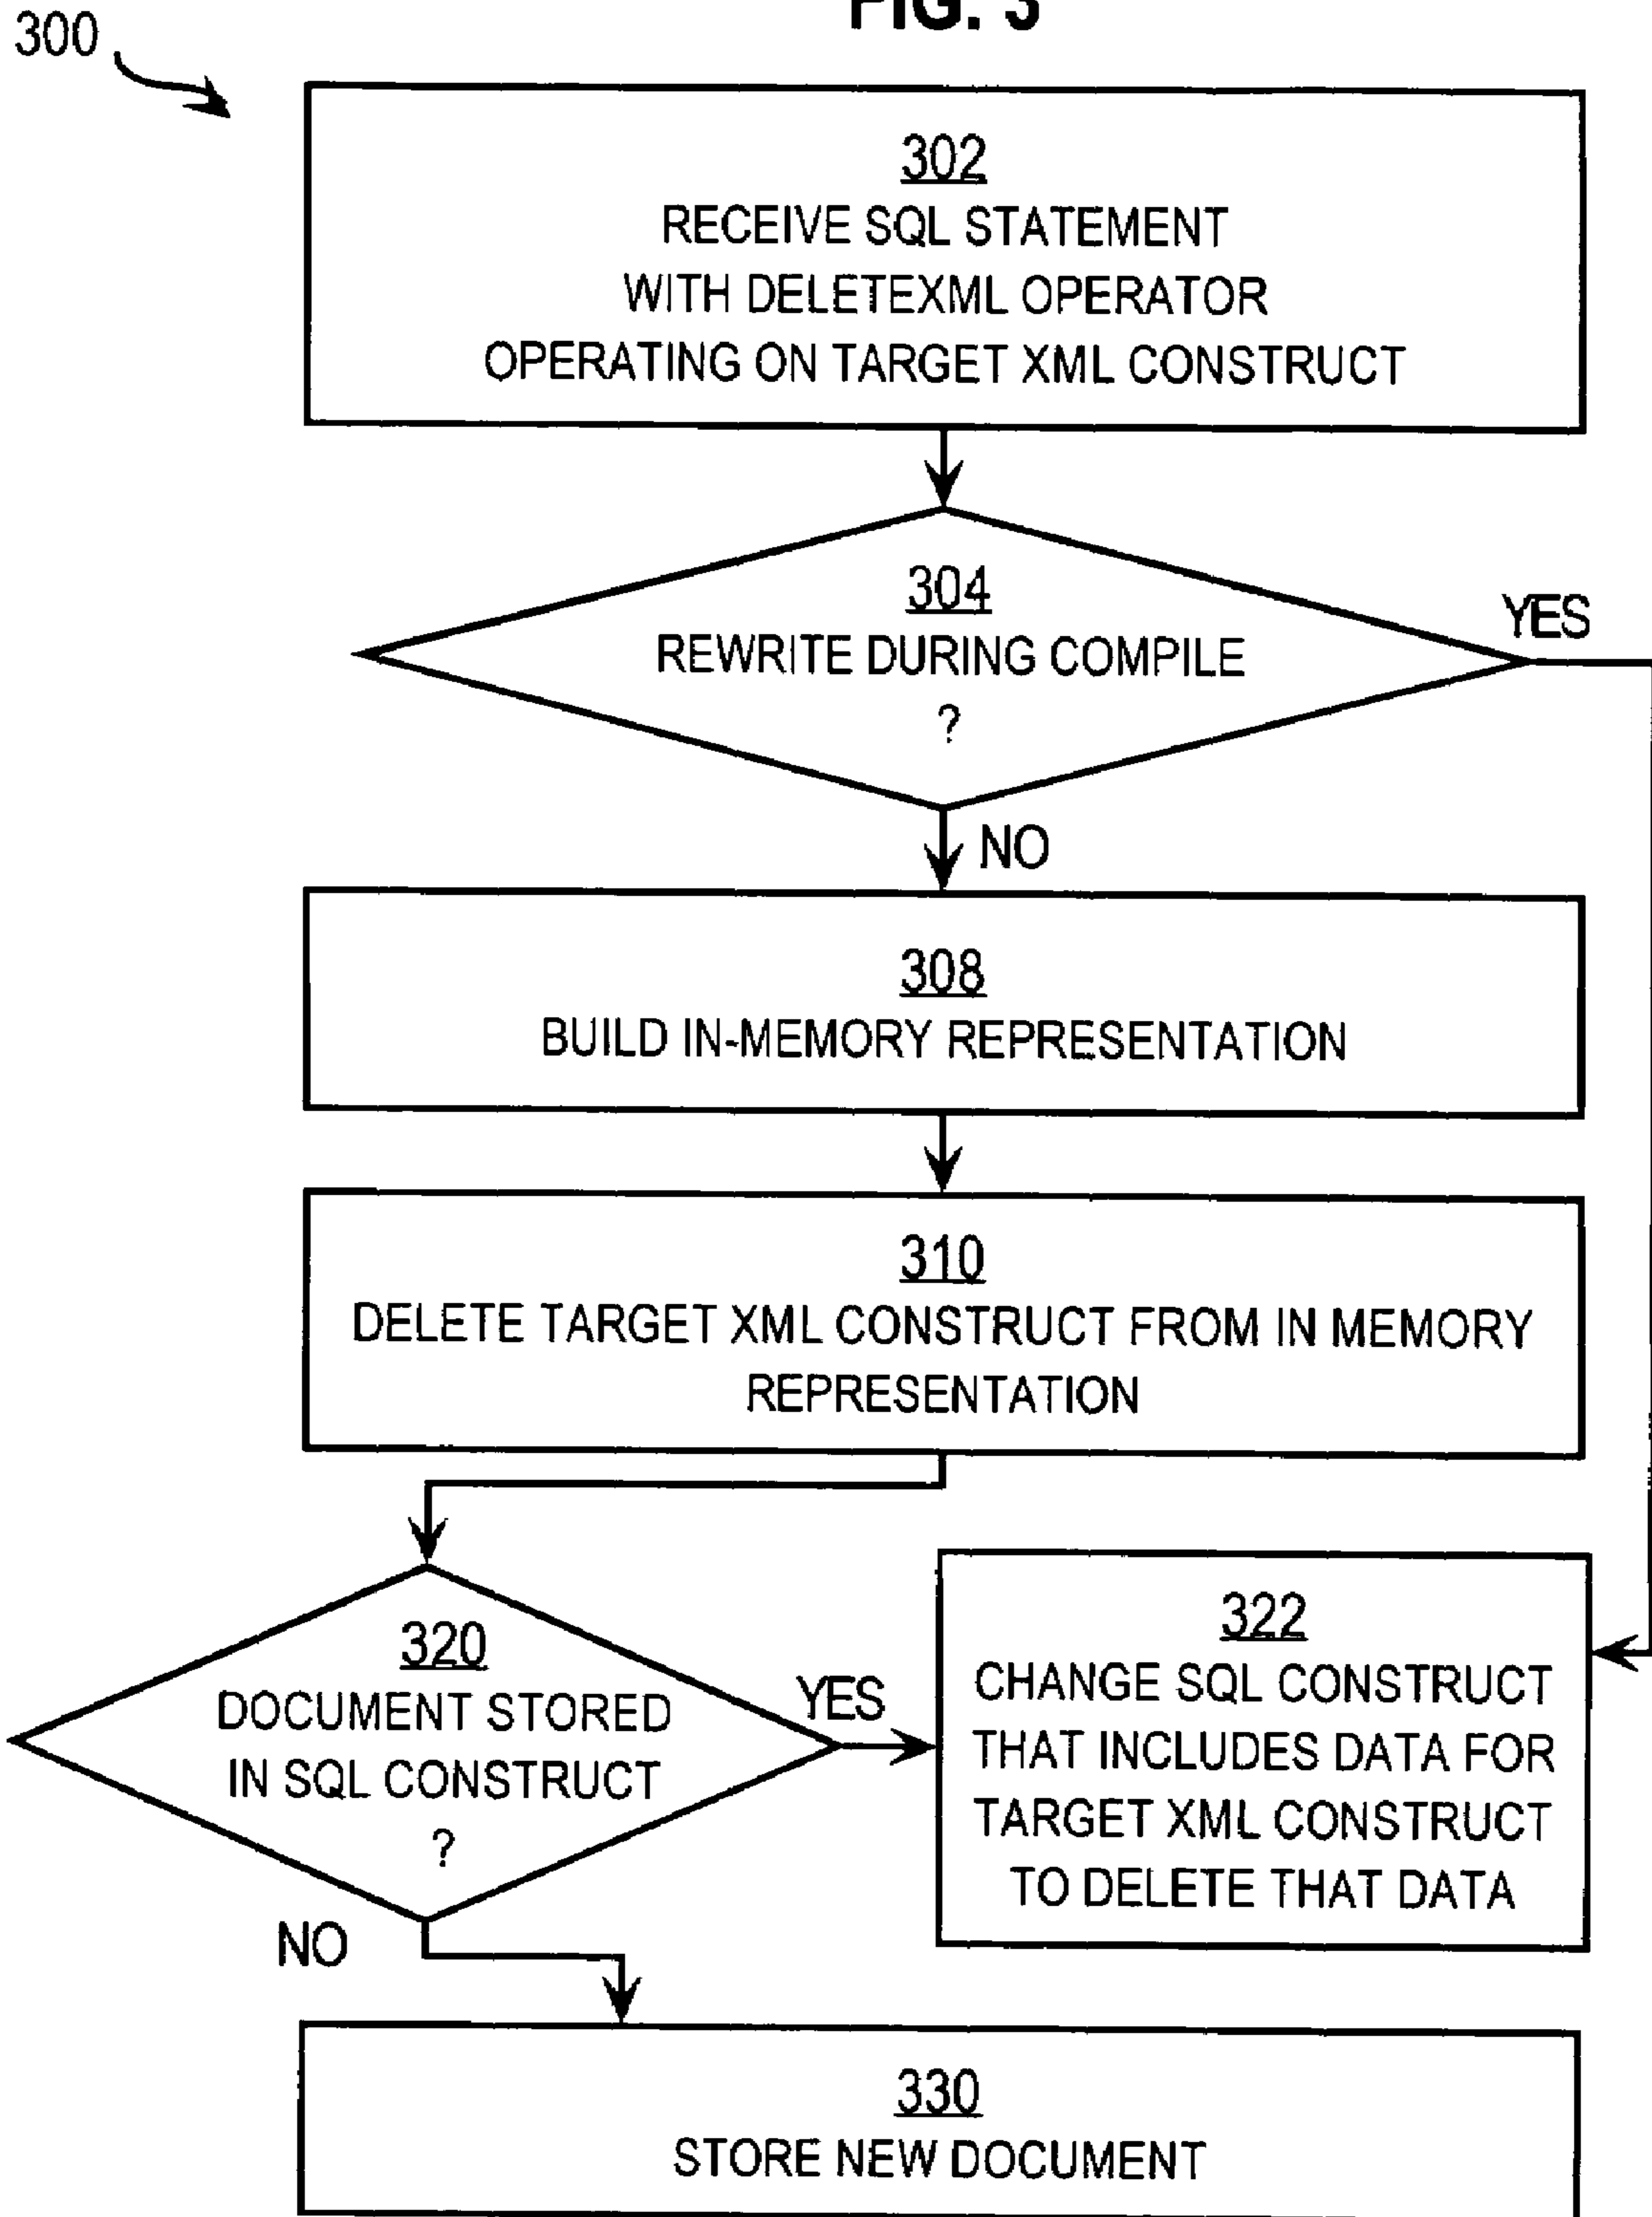 FIG. 3
300
302
RECEIVE SQL STATEMENT
WITH DELETEXML OPERATOR
OPERATING ON TARGET XML CONSTRUCT
304
REWRITE DURING COMPILE
?
YES
NO
308
BUILD IN-MEMORY REPRESENTATION
310
DELETE TARGET XML CONSTRUCT FROM IN MEMORY
REPRESENTATION
320
DOCUMENT STORED
IN SQL CONSTRUCT
?
YES
NO
322
CHANGE SQL CONSTRUCT
THAT INCLUDES DATA FOR
TARGET XML CONSTRUCT
TO DELETE THAT DATA
330
STORE NEW DOCUMENT